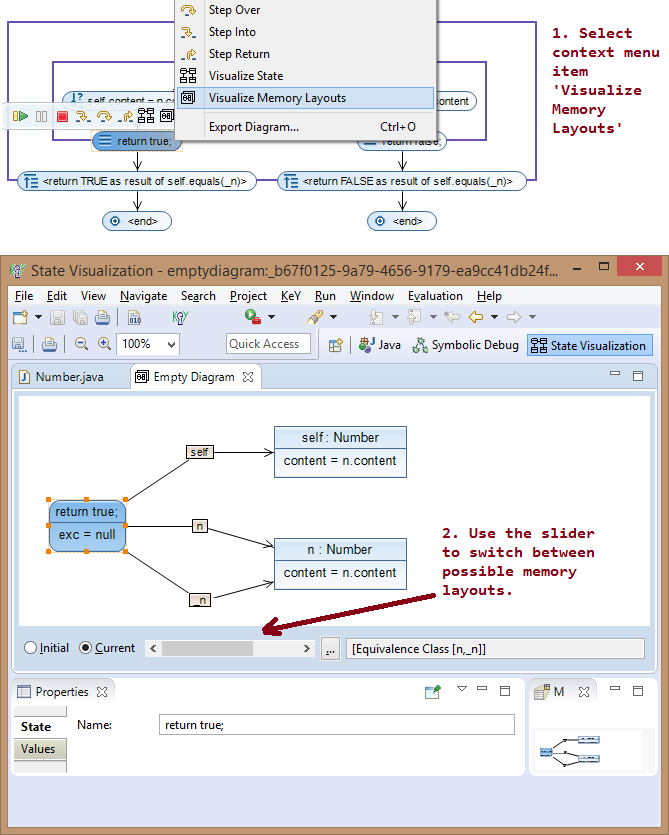 Step Over
Step Into
Step Return
Visualize State
Visualize Memory Layouts
Export Diagram... Ctrl+O
1. Select
context menu
item
'Visualize
Memory
Layouts'
self.content = n.co
content
return true;
return false;
<return TRUE as result of self.equals(_n)>
<return FALSE as result of self.equals(_n)>
<end>
<end>
State Visualization - emptydiagram:_b67f0125-9a79-4656-9179-ea9cc41db24f...
File Edit View Navigate Search Project KeY Run Window Evaluation Help
010 KeY
100% Quick Access Java Symbolic Debug State Visualization
Number.java Empty Diagram
self : Number
content = n.content
self
return true;
exc = null
n
n : Number
content = n.content
_n
2. Use the slider
to switch between
possible memory
layouts.
Initial Current ... [Equivalence Class [n,_n]]
Properties M
State
Values
Name: return true;